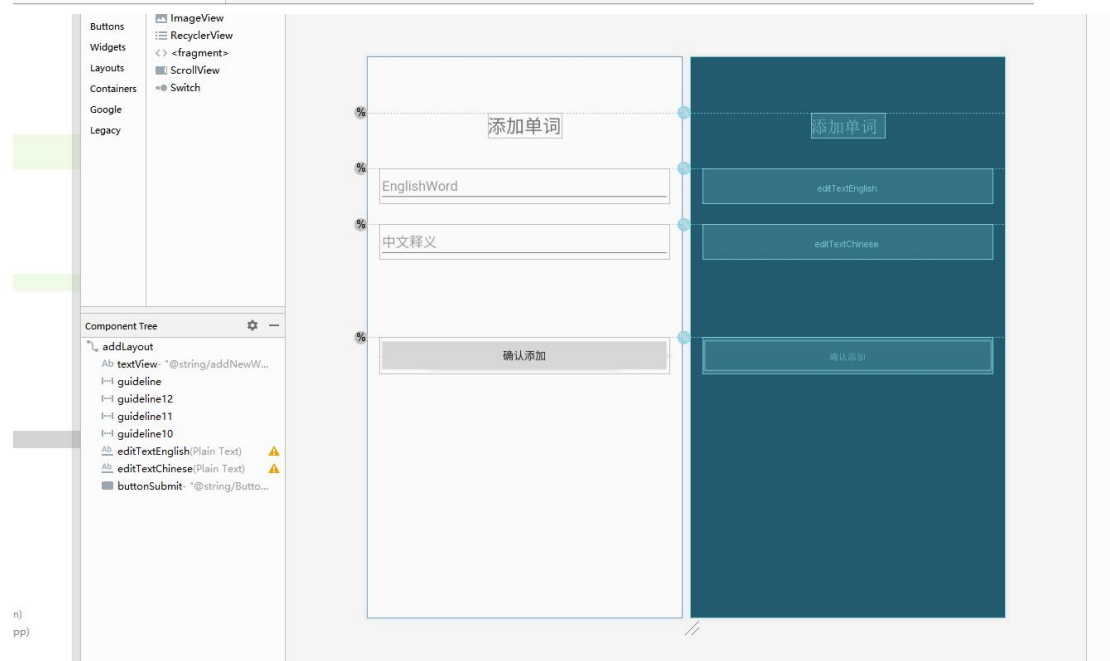 Buttons
Widgets
Layouts
Containers
Google
Legacy
ImageView
RecyclerView
<fragment>
ScrollView
Switch
Component Tree
addLayout
Ab textView- "@string/addNewW...
guideline
guideline12
guideline11
guideline10
Ab editTextEnglish(Plain Text)
Ab editTextChinese(Plain Text)
buttonSubmit- "@string/Butto...
n)
pp)
%
添加单词
%
EnglishWord
%
中文释义
%
确认添加
%
添加单词
%
editTextEnglish
%
editTextChinese
%
确认添加